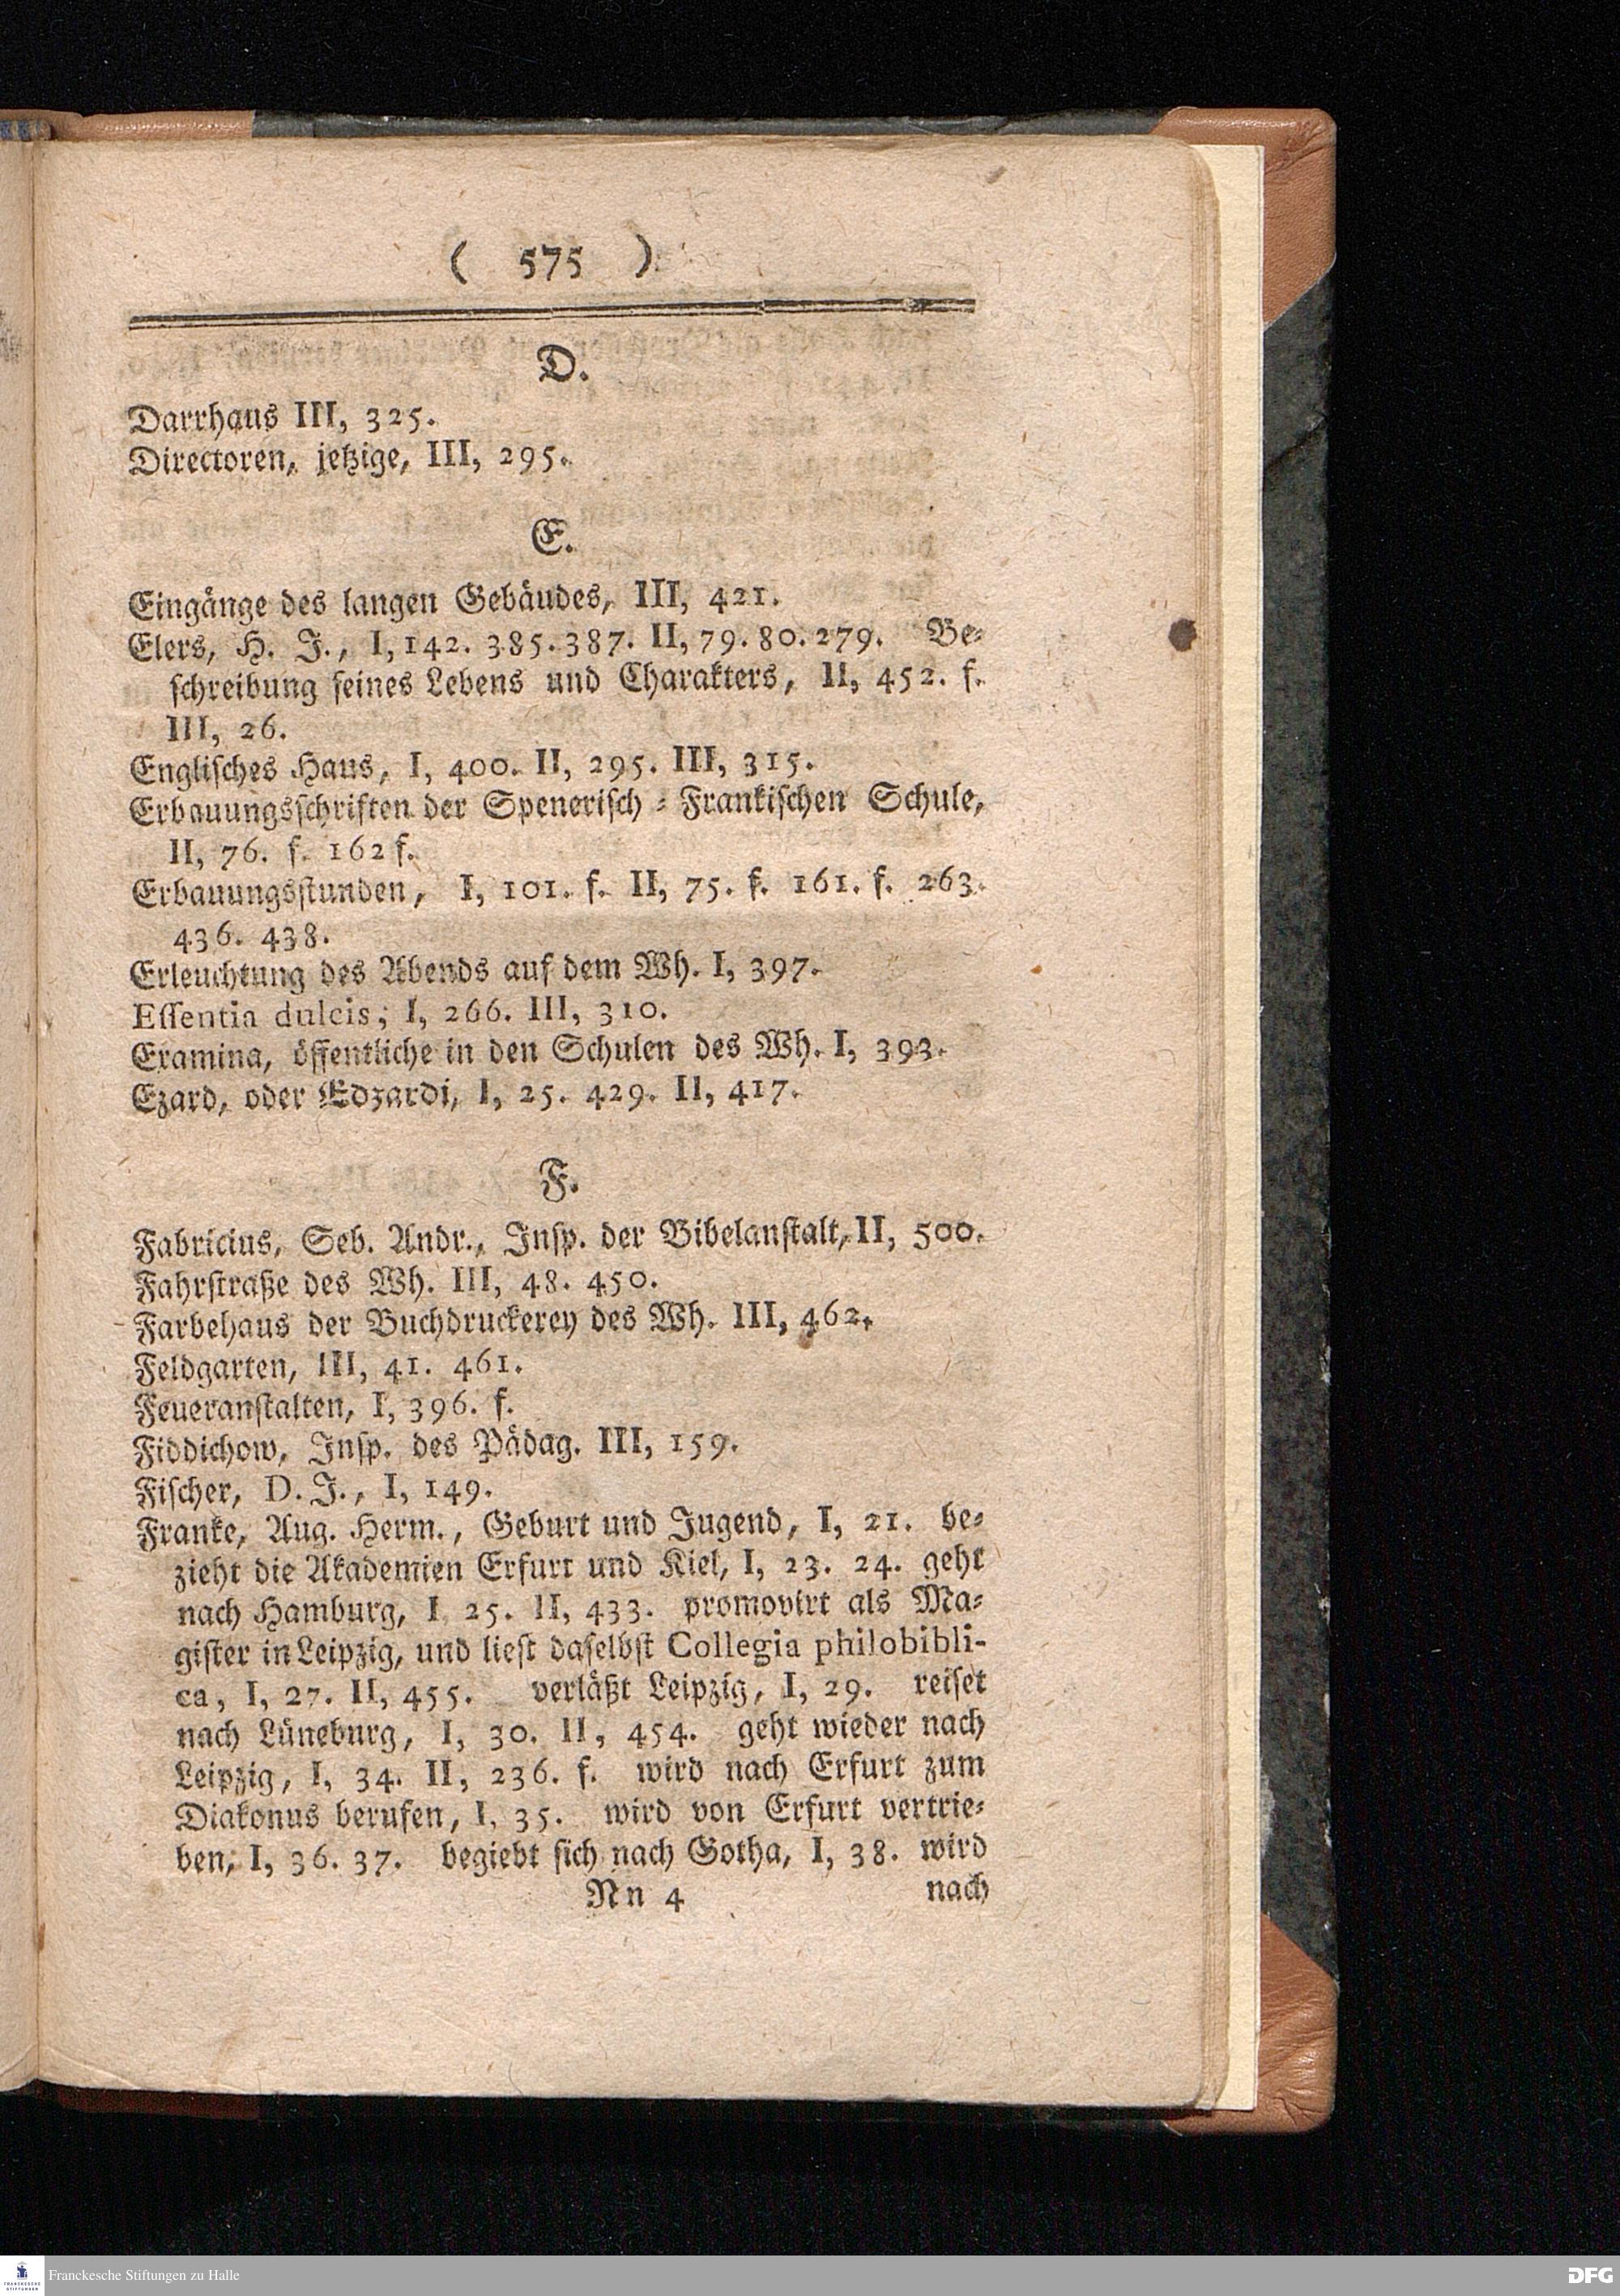 ( 575 )
D.
Darrhaus III, 325.
Directoren, jetzige, III, 295.
E.
Eingänge des langen Gebäudes, III, 421.
Elers, H. J., I, 142. 385. 387. II, 79. 80. 279. Be-
schreibung seines Lebens und Charakters, II, 452. f.
III, 26.
Englisches Haus, I, 400. II, 295. III, 315.
Erbauungsschriften der Spenerisch-Frankischen Schule,
II, 76. f. 162 f.
Erbauungsstunden, I, 101. f. II, 75. f. 161. f. 263.
436. 438.
Erleuchtung des Abends auf dem Wh. I, 397.
Essentia dulcis, I, 266. III, 310.
Examina, öffentliche in den Schulen des Wh. I, 393.
Ezard, oder Edzardi, I, 25. 429. II, 417.
F.
Fabricius, Seb. Andr., Insp. der Bibelanstalt, II, 500.
Fahrstraße des Wh. III, 48. 450.
Farbehaus der Buchdruckerey des Wh. III, 462.
Feldgarten, III, 41. 461.
Feueranstalten, I, 396. f.
Fiddichow, Insp. des Pädag. III, 159.
Fischer, D. J., I, 149.
Franke, Aug. Herm., Geburt und Jugend, I, 21. be-
zieht die Akademien Erfurt und Kiel, I, 23. 24. geht
nach Hamburg, I 25. II, 433. promovirt als Ma-
gister in Leipzig, und liest daselbst Collegia philobibli-
ca, I, 27. II, 455. verläßt Leipzig, I, 29. reiset
nach Lüneburg, I, 30. II, 454. geht wieder nach
Leipzig, I, 34. II, 236. f. wird nach Erfurt zum
Diakonus berufen, I, 35. wird von Erfurt vertrie-
ben, I, 36. 37. begiebt sich nach Gotha, I, 38. wird
Nn 4 nach
FRANCKESCHE STIFTUNGEN
Franckesche Stiftungen zu Halle
DFG